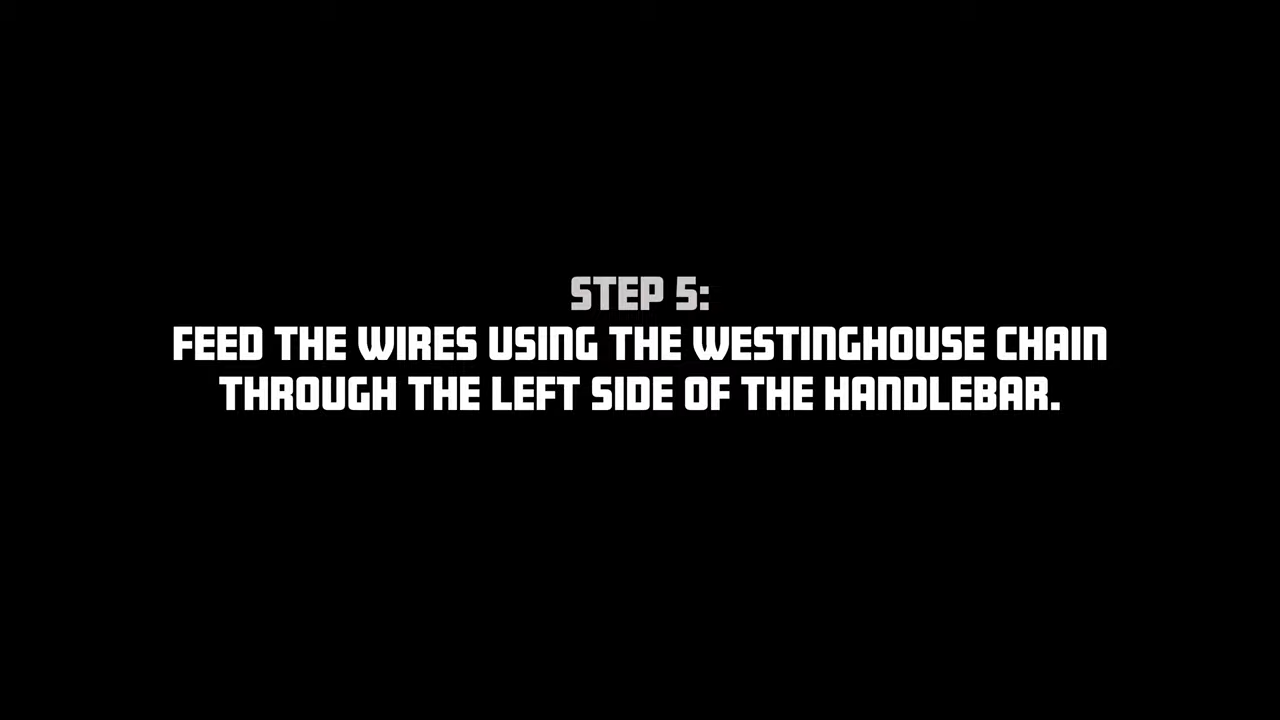 STEP 5:
FEED THE WIRES USING THE WESTINGHOUSE CHAIN
THROUGH THE LEFT SIDE OF THE HANDLEBAR.